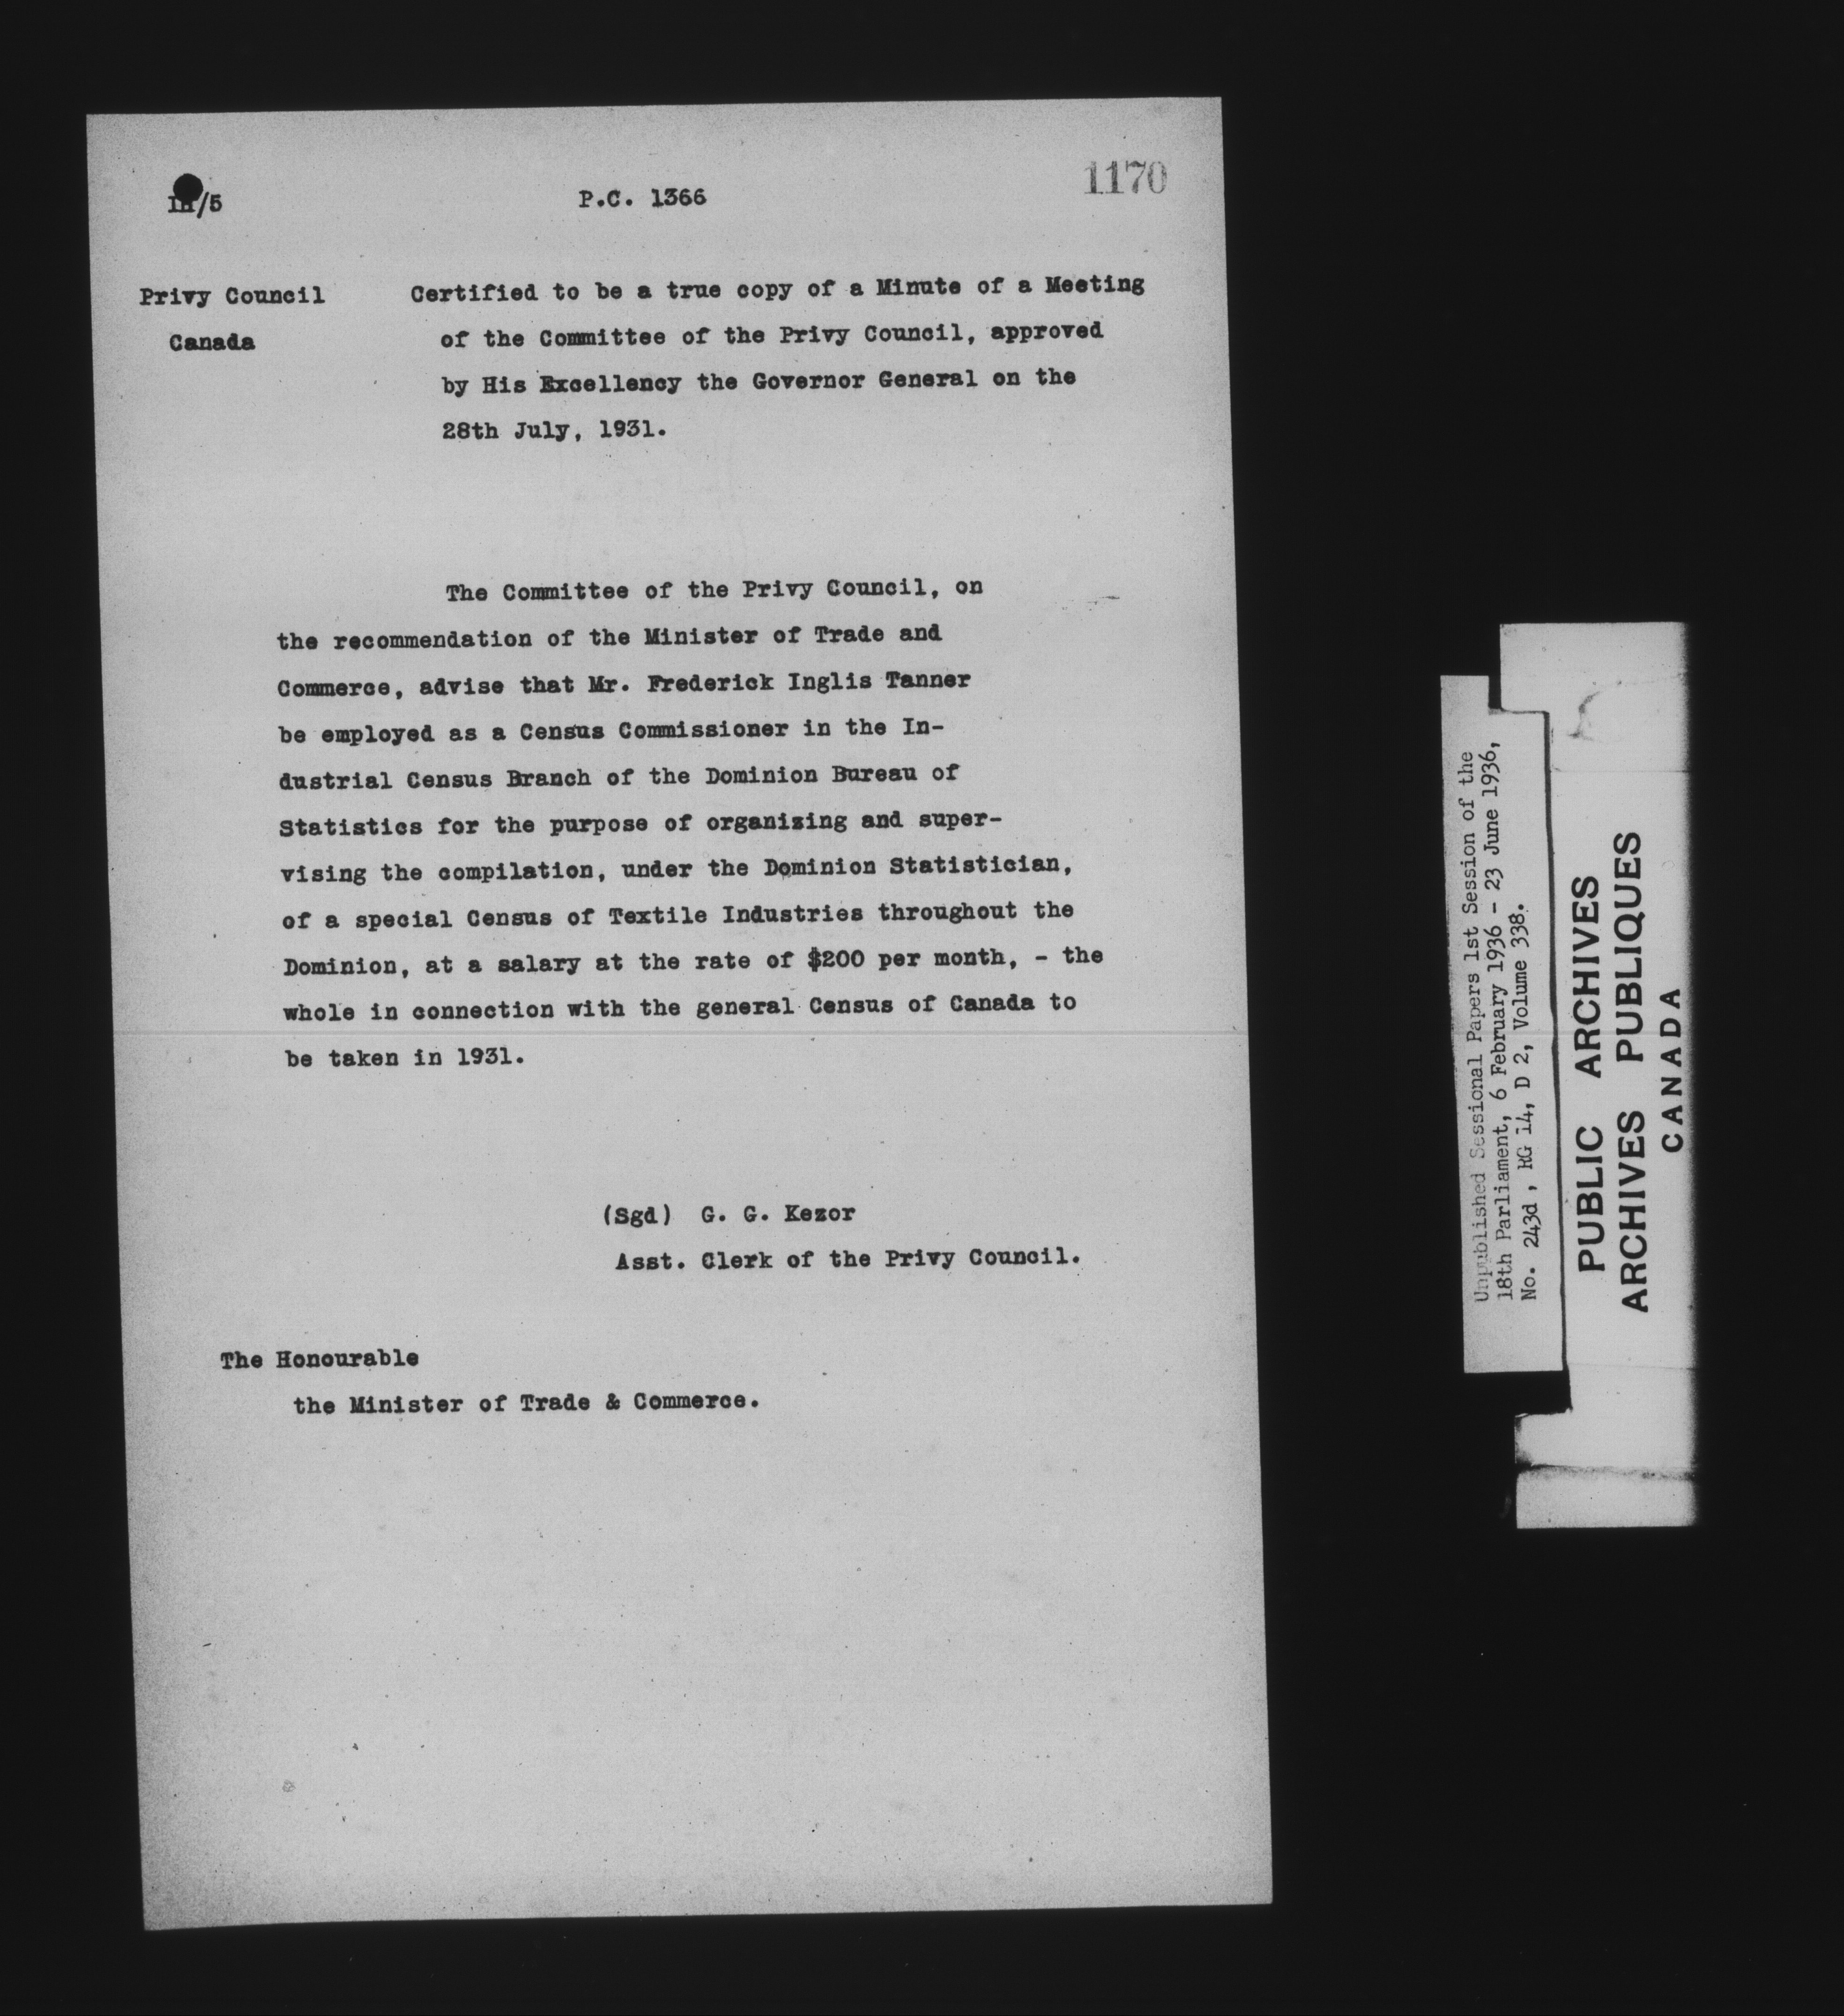 /5
P.C. 1366
1170
Privy Council
Canada
Certified to be a true copy of a Minute of a Meeting
of the Committee of the Privy Council, approved
by His Excellency the Governor General on the
28th July, 1931.
The Committee of the Privy Council, on
the recommendation of the Minister of Trade and
Commerce, advise that Mr. Frederick Inglis Tanner
be employed as a Census Commissioner in the In-
dustrial Census Branch of the Dominion Bureau of
Statistics for the purpose of organizing and super-
vising the compilation, under the Dominion Statistician,
of a special Census of Textile Industries throughout the
Dominion, at a salary at the rate of $200 per month, - the
whole in connection with the general Census of Canada to
be taken in 1931.
(Sgd) G. G. Kezor
Asst. Clerk of the Privy Council.
The Honourable
the Minister of Trade & Commerce.
Unpublished Sessional Papers 1st Session of the
18th Parliament, 6 February 1936 - 23 June 1936,
No. 243d , RG 14, D 2, Volume 338.
PUBLIC ARCHIVES
ARCHIVES PUBLIQUES
CANADA